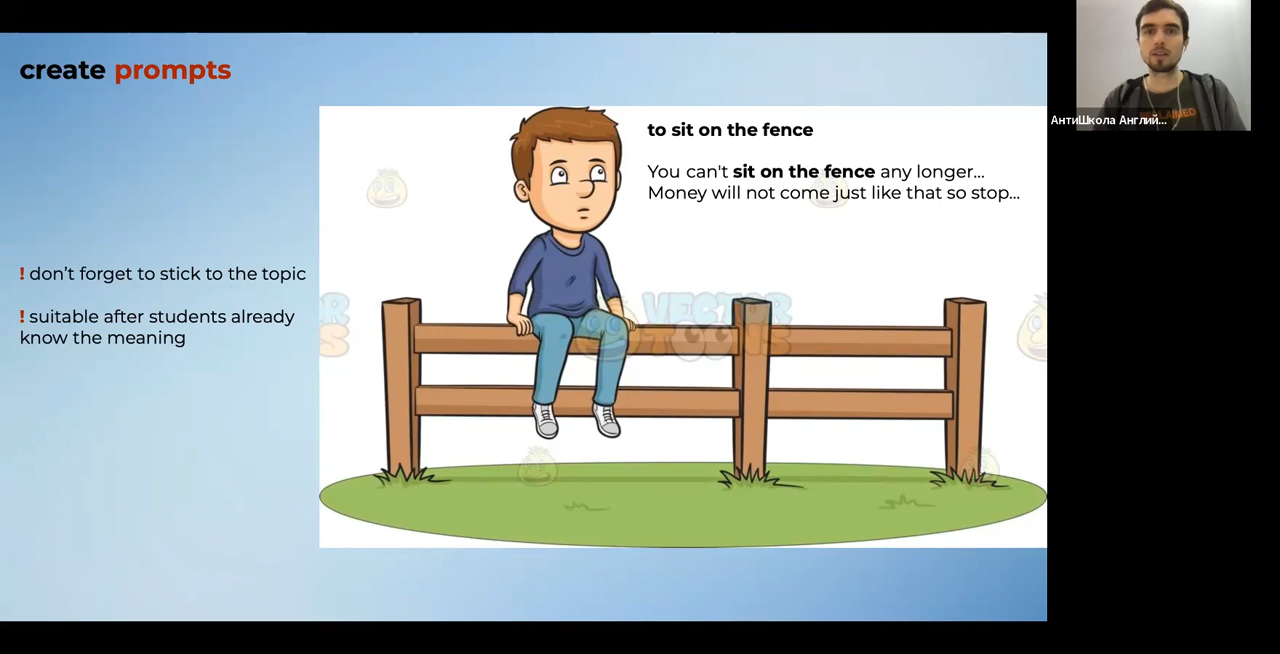 create prompts
to sit on the fence
You can't sit on the fence any longer...
Money will not come just like that so stop...
! don't forget to stick to the topic
! suitable after students already
know the meaning
VECTOR
TOONS
АнтиШкола Англий...